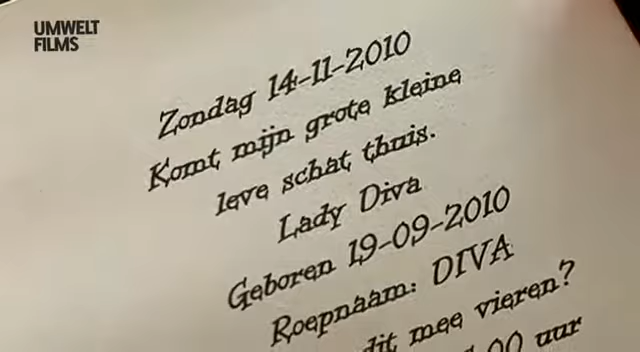 UMWELT
FILMS
Zondag 14-11-2010
Komt mijn grote kleine
leve schat thuis.
Lady Diva
Geboren 19-09-2010
Roepnaam: DIVA
dit mee vieren?
00 uur